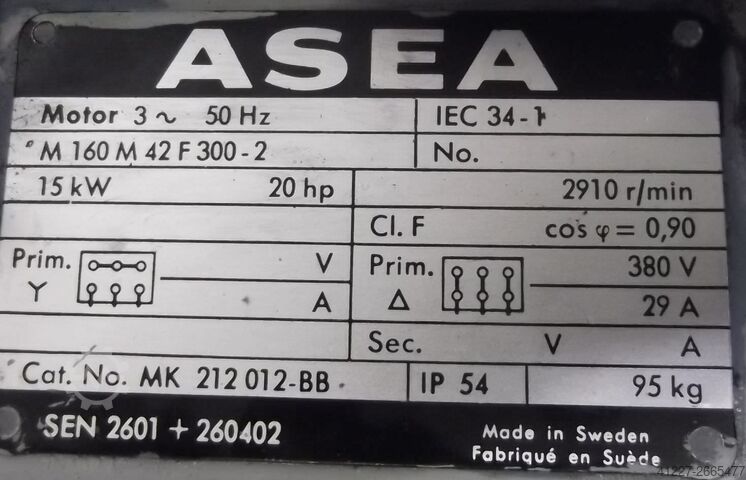 ASEA
Motor 3 ~ 50 Hz IEC 34-1
M 160 M 42 F 300-2 No.
15 kW 20 hp 2910 r/min
Cl. F cos φ = 0,90
Prim. V Prim. 380 V
Y A Δ 29 A
Sec. V A
Cat. No. MK 212 012-BB IP 54 95 kg
SEN 2601 + 260402 Made in Sweden
Fabriqué en Suède
41227-2665477